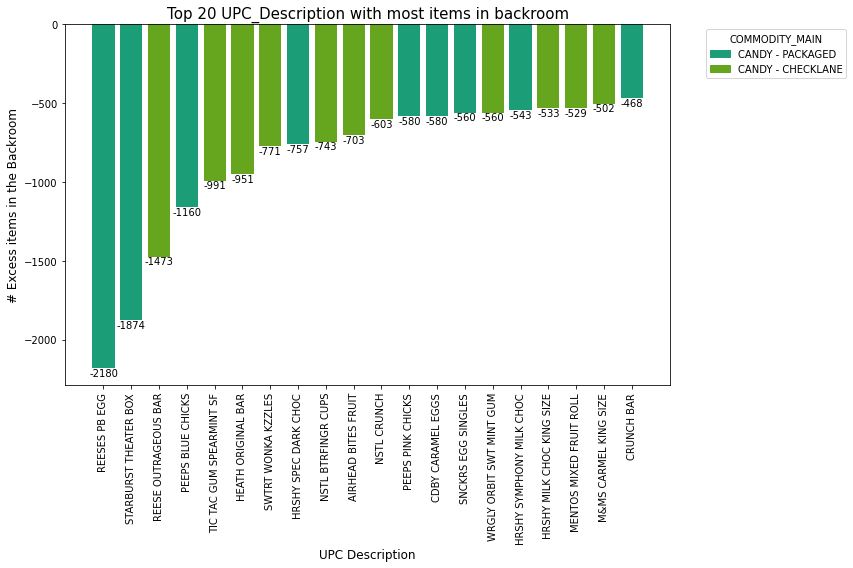 Top 20 UPC_Description with most items in backroom
COMMODITY_MAIN
CANDY - PACKAGED
CANDY - CHECKLANE
# Excess items in the Backroom
0
−500
−1000
−1500
−2000
-2180
-1874
-1473
-1160
-991
-951
-771
-757
-743
-703
-603
-580
-580
-560
-560
-543
-533
-529
-502
-468
REESES PB EGG
STARBURST THEATER BOX
REESE OUTRAGEOUS BAR
PEEPS BLUE CHICKS
TIC TAC GUM SPEARMINT SF
HEATH ORIGINAL BAR
SWTRT WONKA KZZLES
HRSHY SPEC DARK CHOC
NSTL BTRFINGR CUPS
AIRHEAD BITES FRUIT
NSTL CRUNCH
PEEPS PINK CHICKS
CDBY CARAMEL EGGS
SNCKRS EGG SINGLES
WRGLY ORBIT SWT MINT GUM
HRSHY SYMPHONY MILK CHOC
HRSHY MILK CHOC KING SIZE
MENTOS MIXED FRUIT ROLL
M&MS CARMEL KING SIZE
CRUNCH BAR
UPC Description